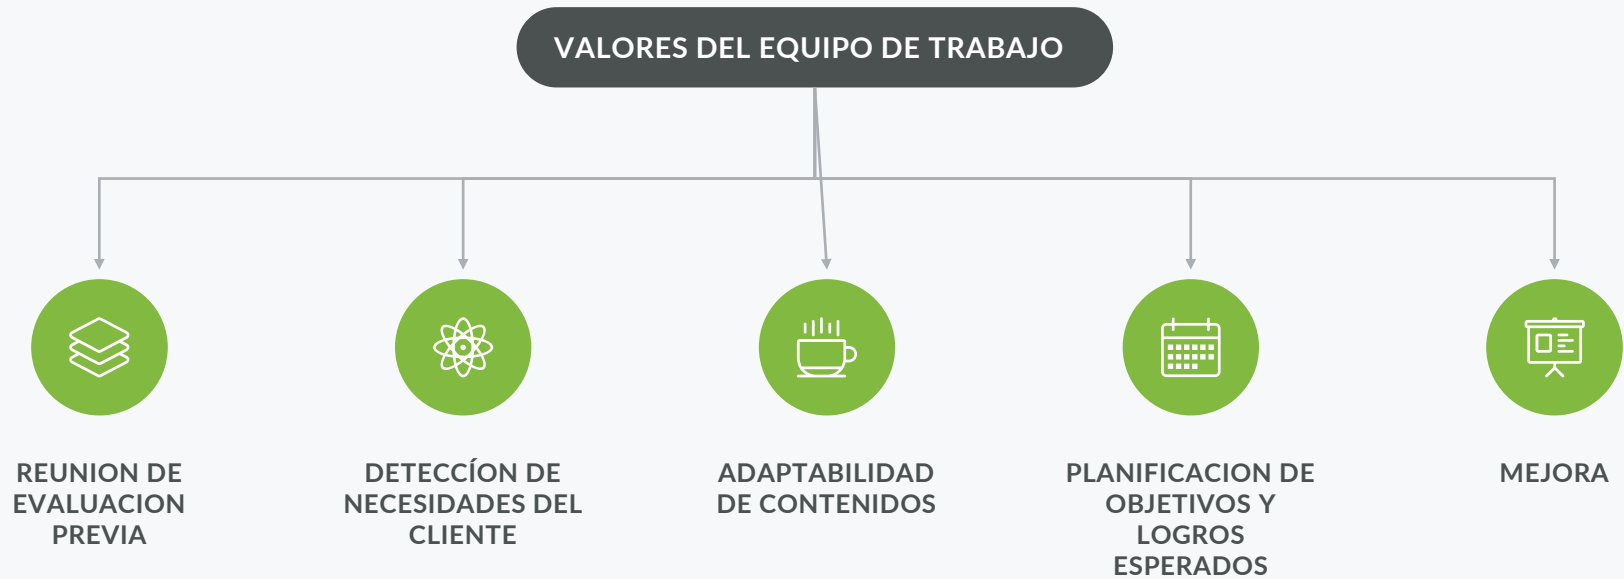 VALORES DEL EQUIPO DE TRABAJO
REUNION DE
EVALUACION
PREVIA
DETECCÍON DE
NECESIDADES DEL
CLIENTE
ADAPTABILIDAD
DE CONTENIDOS
PLANIFICACION DE
OBJETIVOS Y
LOGROS
ESPERADOS
MEJORA